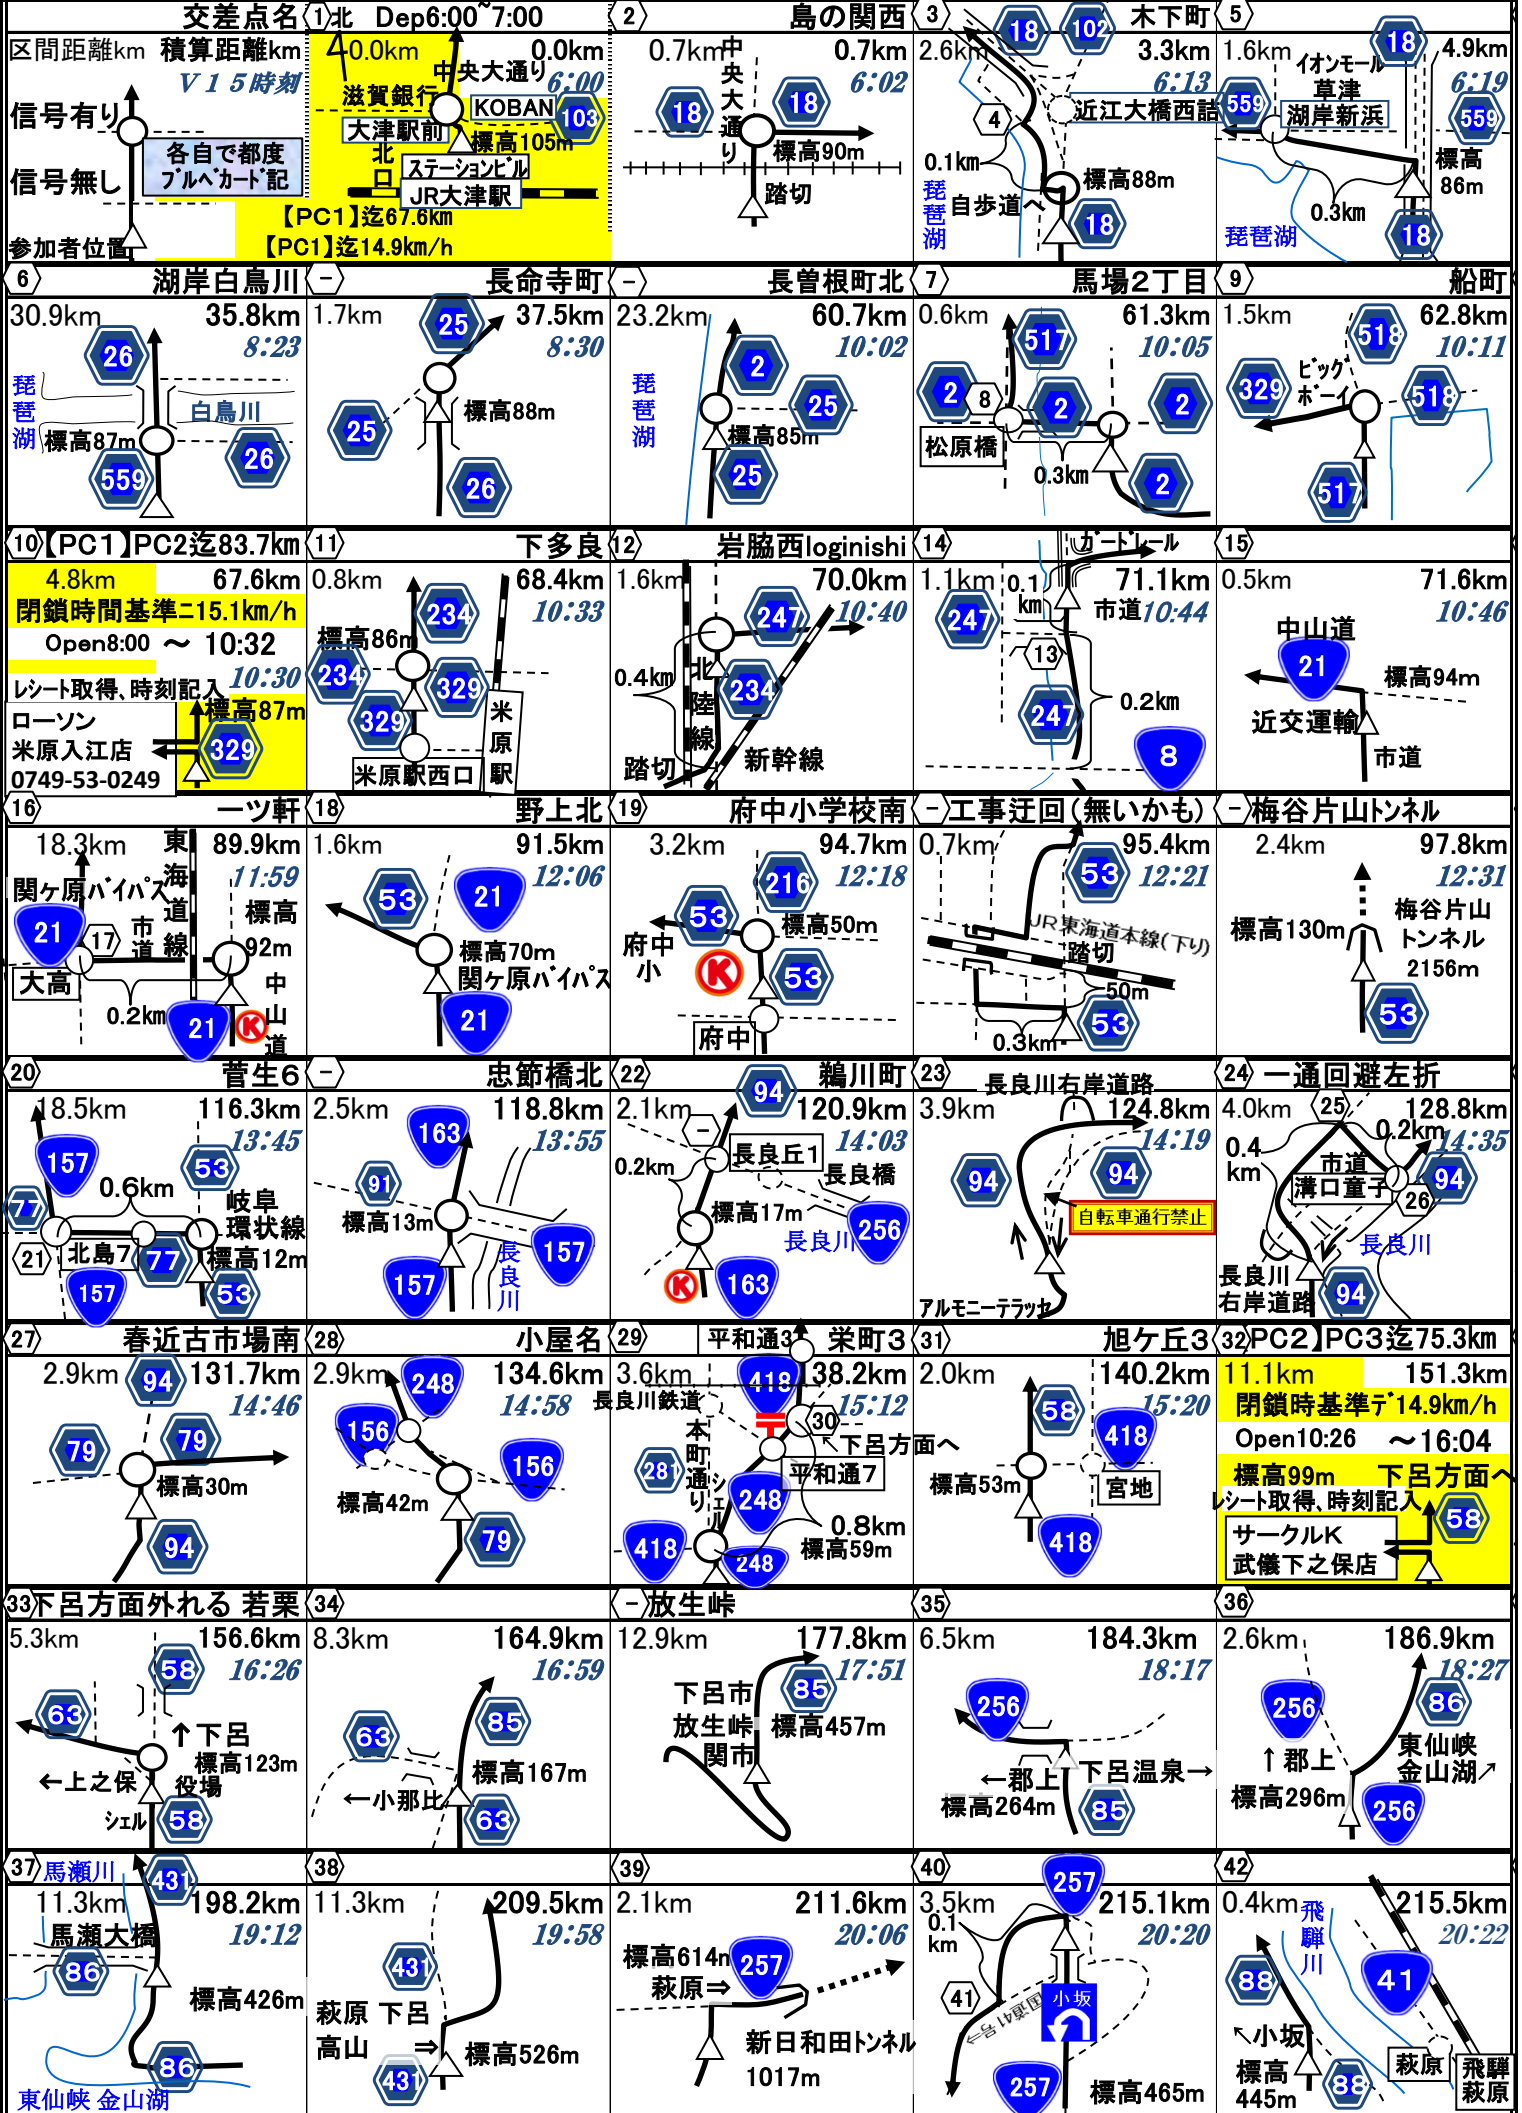 交差点名
区間距離km 積算距離km
V15時刻
信号有り
信号無し
各自で都度
ブルベカード記
参加者位置
1 北 Dep6:00~7:00
0.0km 0.0km
6:00
中央大通り
滋賀銀行
KOBAN
103
大津駅前
標高105m
北口
ステーションビル
JR大津駅
【PC1】迄67.6km
【PC1】迄14.9km/h
2 島の関西
0.7km 0.7km
6:02
中央大通り
18
18
標高90m
踏切
3 木下町
18
102
2.6km 3.3km
6:13
近江大橋西詰
4
0.1km
標高88m
琵琶湖
自歩道へ
18
5
18
1.6km 4.9km
6:19
イオンモール
草津
559
湖岸新浜
559
標高
86m
0.3km
琵琶湖
18
6 湖岸白鳥川
30.9km 35.8km
8:23
26
琵琶湖
白鳥川
標高87m
559
26
- 長命寺町
1.7km 37.5km
8:30
25
標高88m
25
26
- 長曽根町北
23.2km 60.7km
10:02
2
琵琶湖
25
標高85m
25
7 馬場2丁目
0.6km 61.3km
10:05
517
2
8
2
2
松原橋
0.3km
2
9 船町
1.5km 62.8km
10:11
518
ビッグ
ボーイ
329
518
517
10 【PC1】PC2迄83.7km
4.8km 67.6km
閉鎖時間基準ニ15.1km/h
Open8:00 ～ 10:32
10:30
レシート取得、時刻記入
標高87m
ローソン
米原入江店
0749-53-0249
329
11 下多良
0.8km 68.4km
10:33
234
標高86m
234
329
329
米原駅
米原駅西口
12 岩脇西loginishi
1.6km 70.0km
10:40
247
0.4km
北陸線
234
踏切
新幹線
14
ガードレール
1.1km 71.1km
0.1
km
市道
10:44
247
13
0.2km
247
8
15
0.5km 71.6km
10:46
中山道
21
標高94m
近交運輸
市道
16 一ツ軒
18.3km 89.9km
11:59
東海道線
関ヶ原バイパス
21
17
市道
標高
92m
大高
0.2km
21
K
中山道
18 野上北
1.6km 91.5km
12:06
53
21
標高70m
関ヶ原バイパス
21
19 府中小学校南
3.2km 94.7km
12:18
216
53
標高50m
府中小
K
53
府中
- 工事迂回(無いかも)
0.7km 95.4km
12:21
53
JR東海道本線(下り)
踏切
50m
0.3km
53
- 梅谷片山トンネル
2.4km 97.8km
12:31
標高130m
梅谷片山
トンネル
2156m
53
20 菅生6
18.5km 116.3km
13:45
157
53
77
0.6km
岐阜
環状線
21
北島7
77
標高12m
157
53
- 忠節橋北
2.5km 118.8km
13:55
163
91
標高13m
長良川
157
157
22 鵜川町
94
2.1km 120.9km
14:03
-
0.2km
長良丘1
長良橋
標高17m
長良川
256
K
163
23
長良川右岸道路
3.9km 124.8km
14:19
94
94
自転車通行禁止
アルモニーテラッセ
24 一通回避左折
25
4.0km 128.8km
14:35
0.2km
0.4
km
市道
溝口童子
94
26
長良川
長良川
右岸道路
94
27 春近古市場南
2.9km 131.7km
14:46
94
79
79
標高30m
94
28 小屋名
2.9km 134.6km
14:58
248
156
156
標高42m
79
29 平和通3 栄町3
3.6km 38.2km
15:12
418
長良川鉄道
30
下呂方面へ
本町通り
281
平和通7
シェル
248
0.8km
標高59m
418
248
31 旭ケ丘3
2.0km 140.2km
15:20
58
418
標高53m
宮地
418
32 PC2】PC3迄75.3km
11.1km 151.3km
閉鎖時基準デ14.9km/h
Open10:26 ～16:04
標高99m 下呂方面へ
レシート取得、時刻記入
58
サークルK
武儀下之保店
33 下呂方面外れる 若栗
5.3km 156.6km
16:26
58
63
↑下呂
標高123m
←上之保
役場
シェル
58
34
8.3km 164.9km
16:59
85
63
標高167m
←小那比
63
- 放生峠
12.9km 177.8km
17:51
下呂市
85
放生峠
標高457m
関市
35
6.5km 184.3km
18:17
256
←郡上
下呂温泉→
標高264m
85
36
2.6km 186.9km
18:27
256
86
↑郡上
東仙峡
金山湖↗
標高296m
256
37 馬瀬川
431
11.3km 198.2km
19:12
馬瀬大橋
86
標高426m
86
東仙峡 金山湖
38
11.3km 209.5km
19:58
431
萩原 下呂
高山 ⇒
標高526m
431
39
2.1km 211.6km
20:06
標高614m
257
萩原⇒
新日和田トンネル
1017m
40
257
3.5km 215.1km
20:20
0.1
km
41
国道41号→
小坂
257
標高465m
42
0.4km 215.5km
20:22
飛騨川
88
41
↖小坂
標高
445m
88
萩原
飛騨
萩原